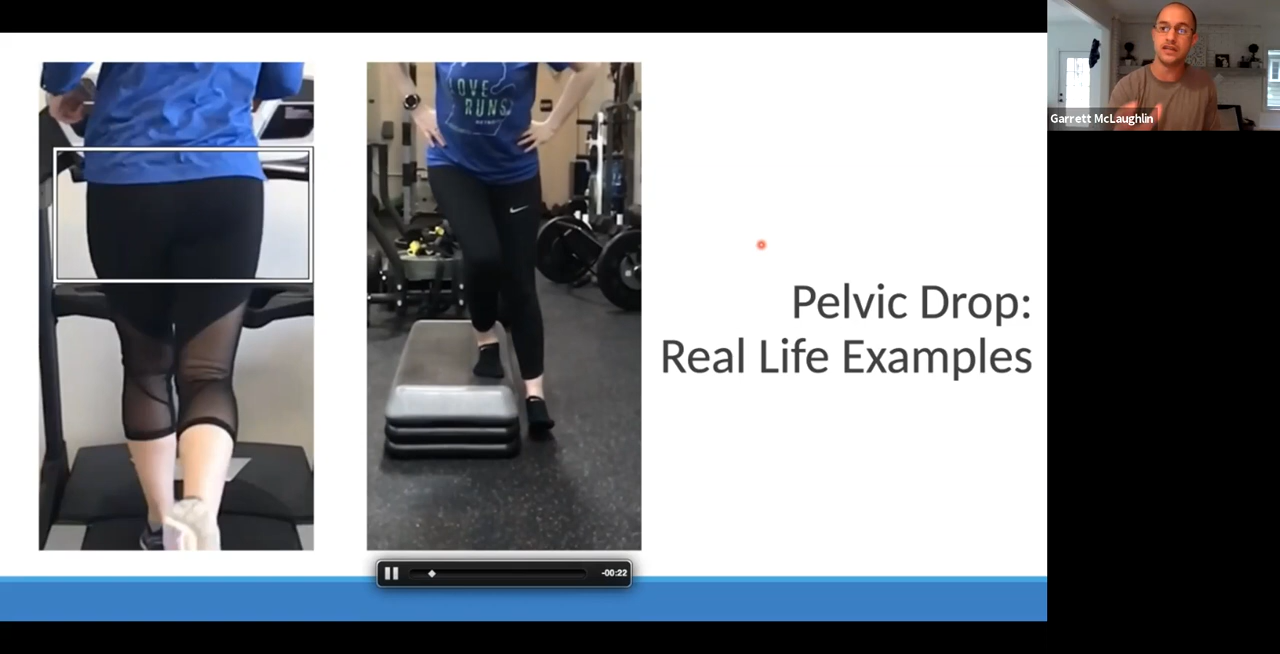 LOVE
RUNS
Pelvic Drop:
Real Life Examples
-00:22
Garrett McLaughlin